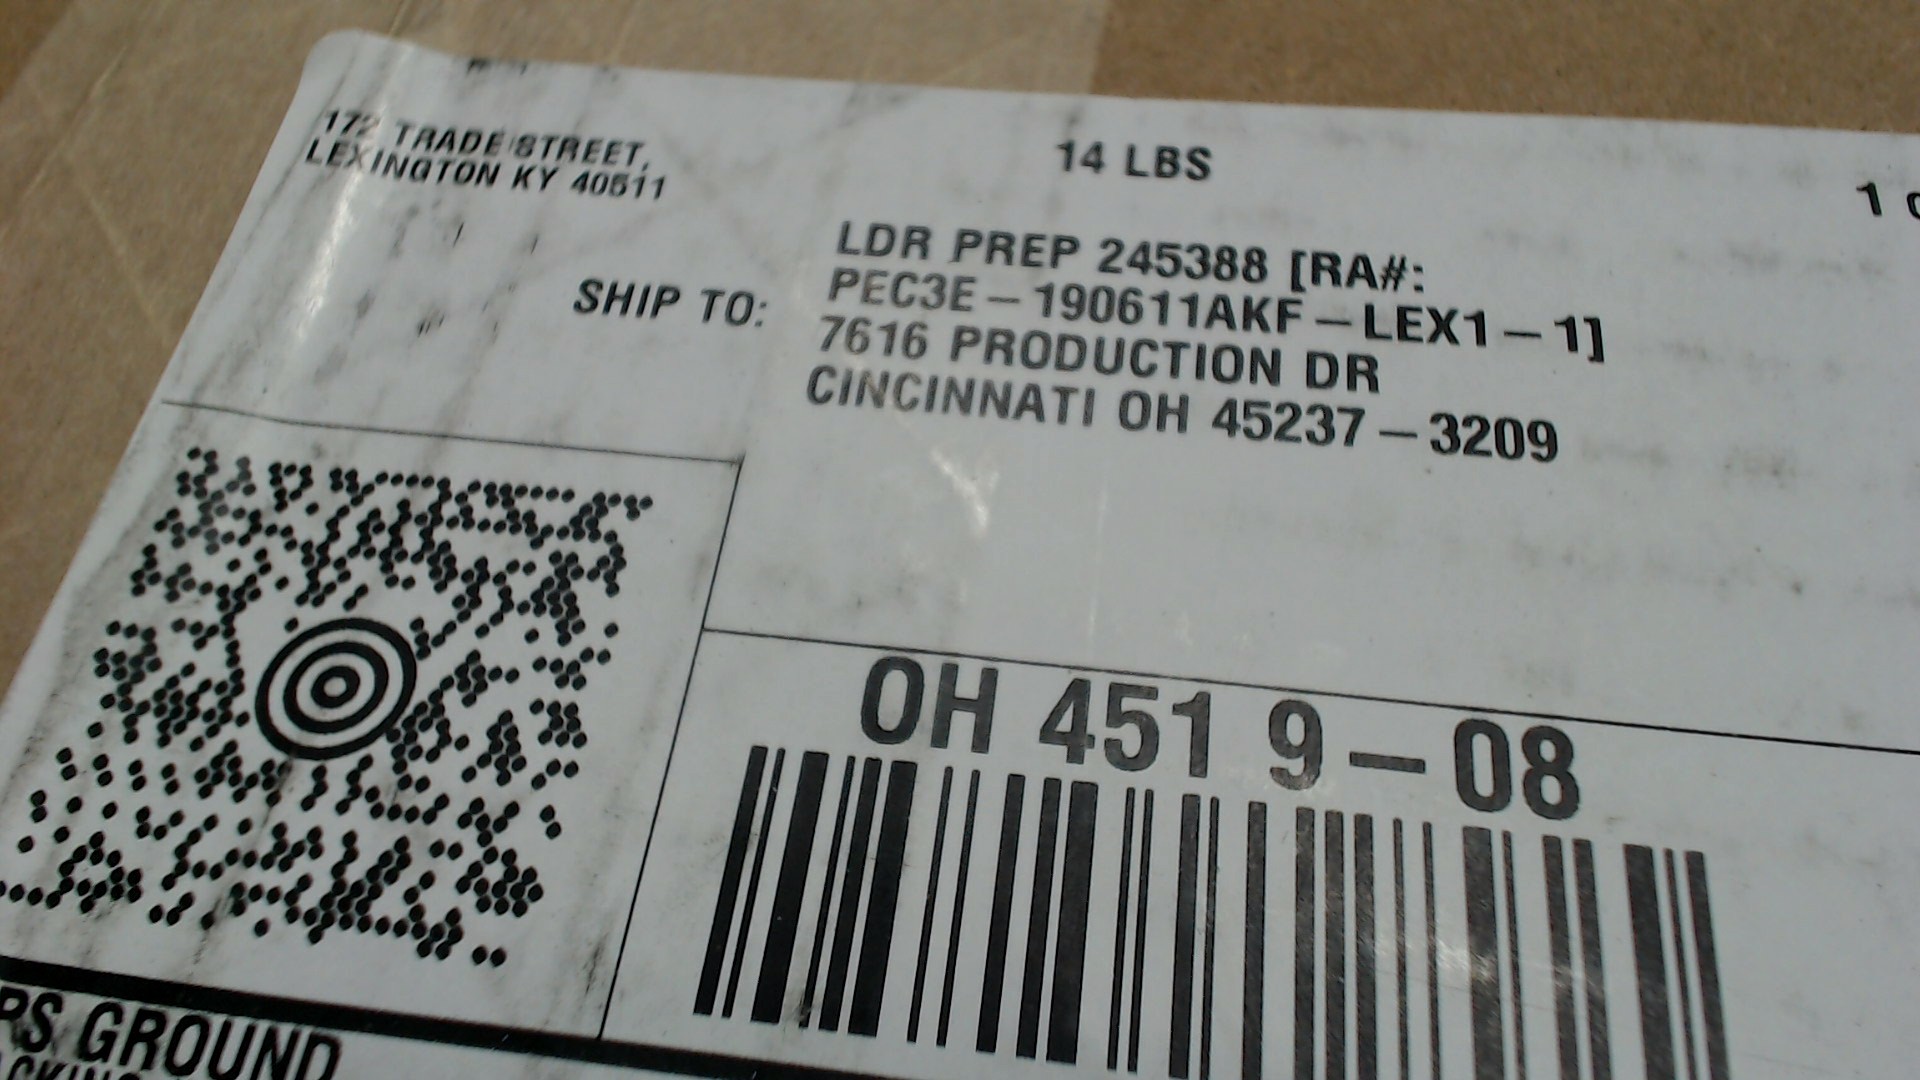 172 TRADE STREET,
LEXINGTON KY 40511
14 LBS
1
SHIP TO:
LDR PREP 245388 [RA#:
PEC3E-190611AKF-LEX1-1]
7616 PRODUCTION DR
CINCINNATI OH 45237-3209
OH 451 9-08
GROUND